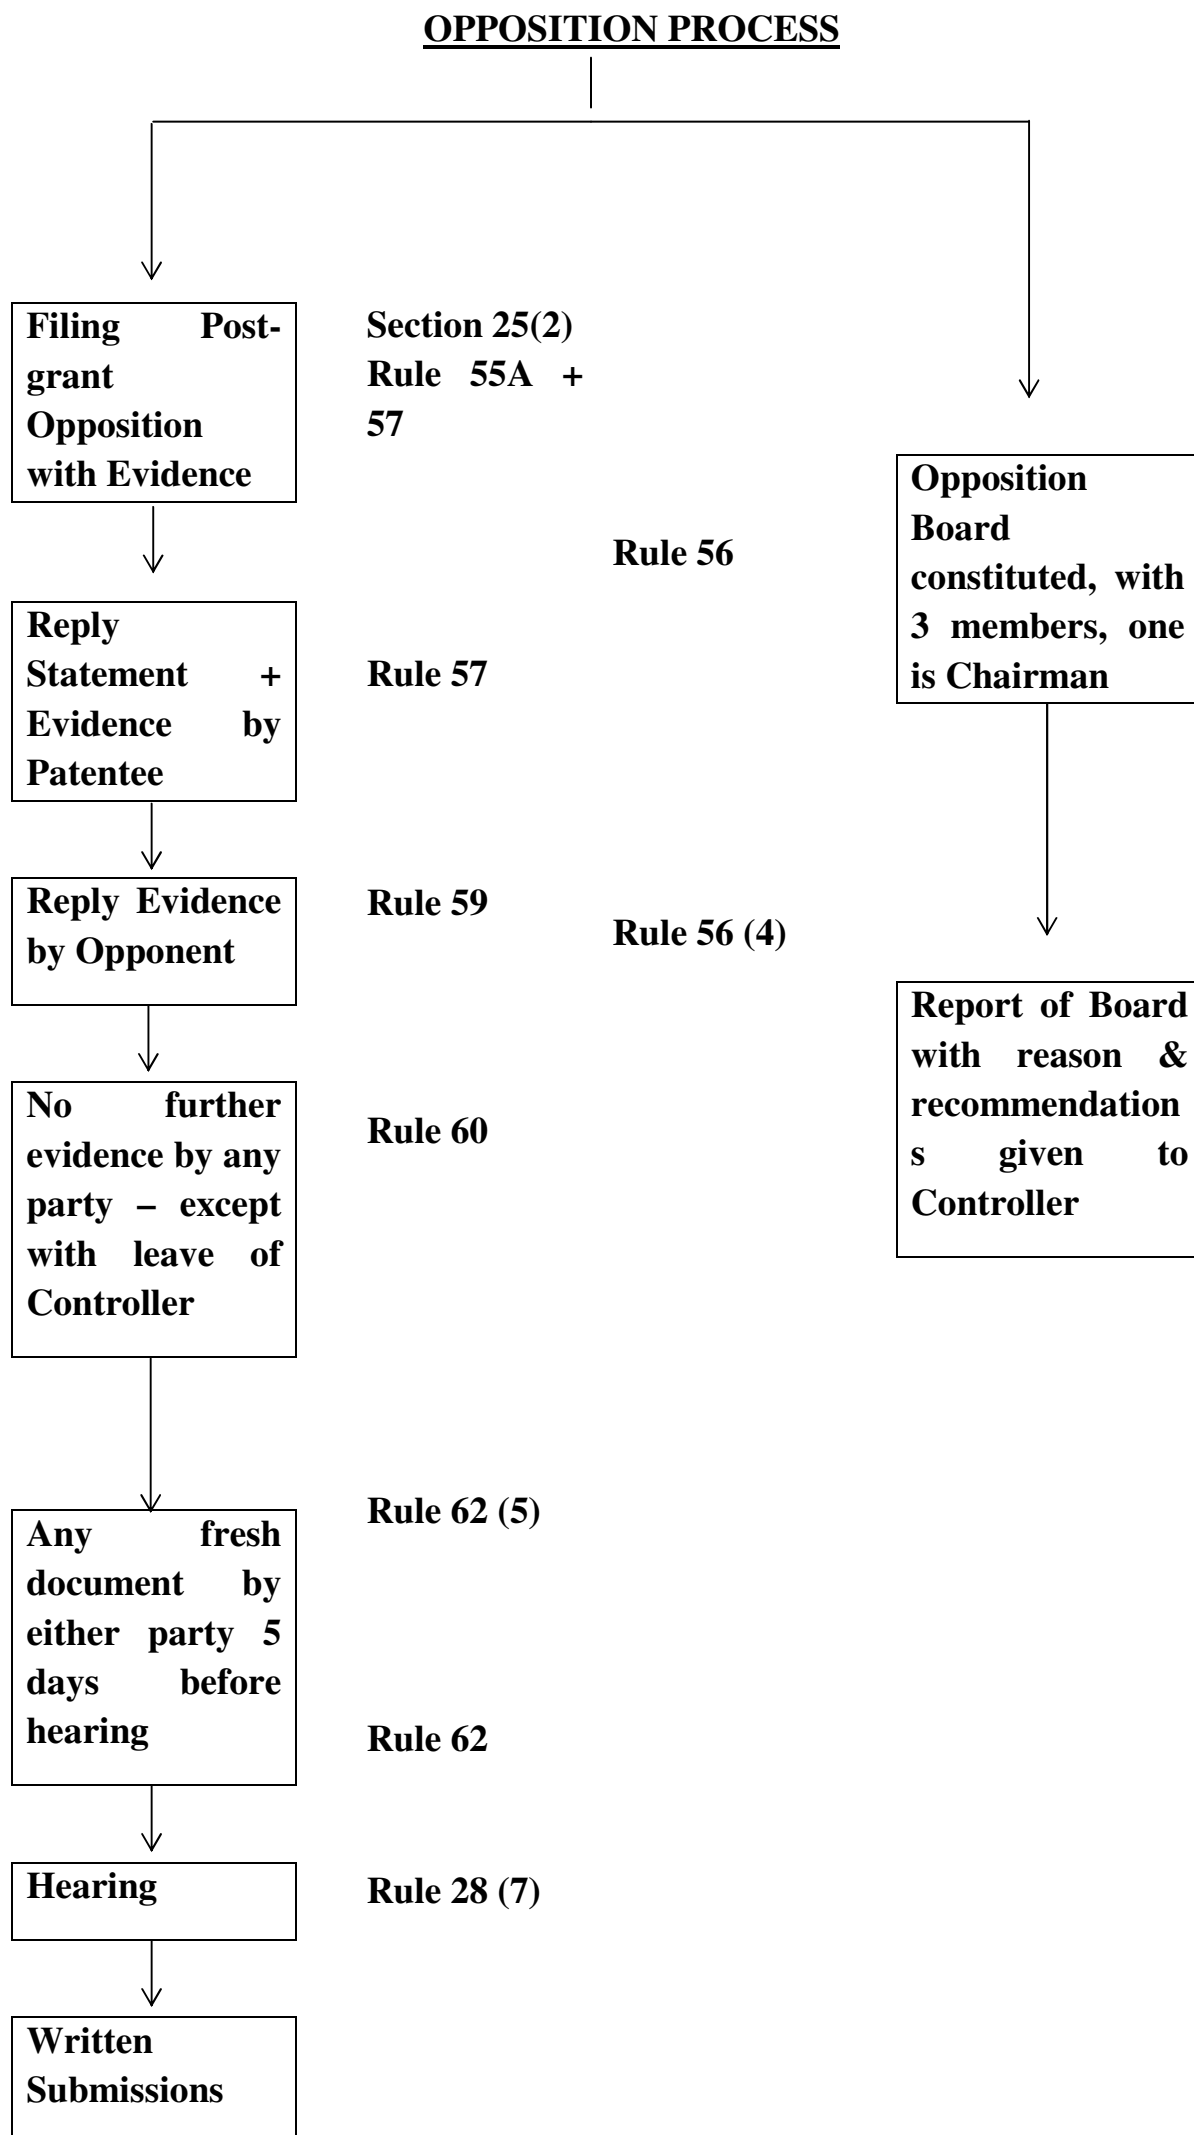 OPPOSITION PROCESS
Filing Post-
grant
Opposition
with Evidence
Section 25(2)
Rule 55A +
57
Opposition
Board
constituted, with
3 members, one
is Chairman
Rule 56
Reply
Statement +
Evidence by
Patentee
Rule 57
Reply Evidence
by Opponent
Rule 59
Rule 56 (4)
Report of Board
with reason &
recommendation
s given to
Controller
No further
evidence by any
party – except
with leave of
Controller
Rule 60
Rule 62 (5)
Any fresh
document by
either party 5
days before
hearing
Rule 62
Hearing
Rule 28 (7)
Written
Submissions